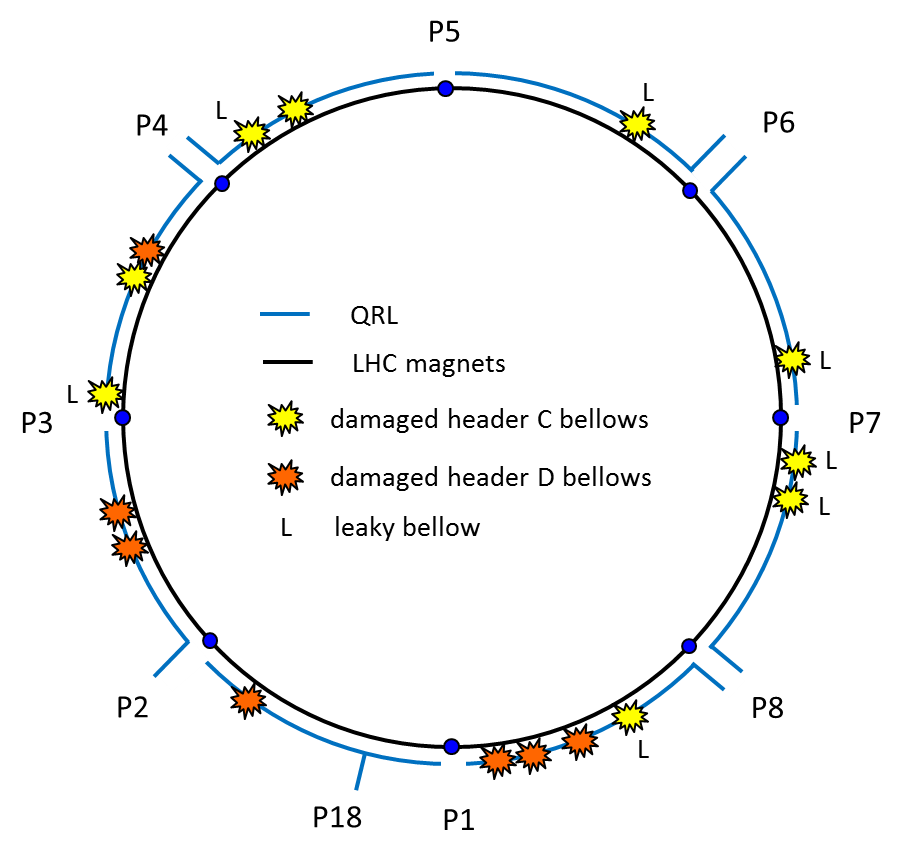 P5
L
P6
L
P4
QRL
LHC magnets
L
L
P3
damaged header C bellows
P7
L
damaged header D bellows
L
L leaky bellow
P2
P8
L
P18
P1